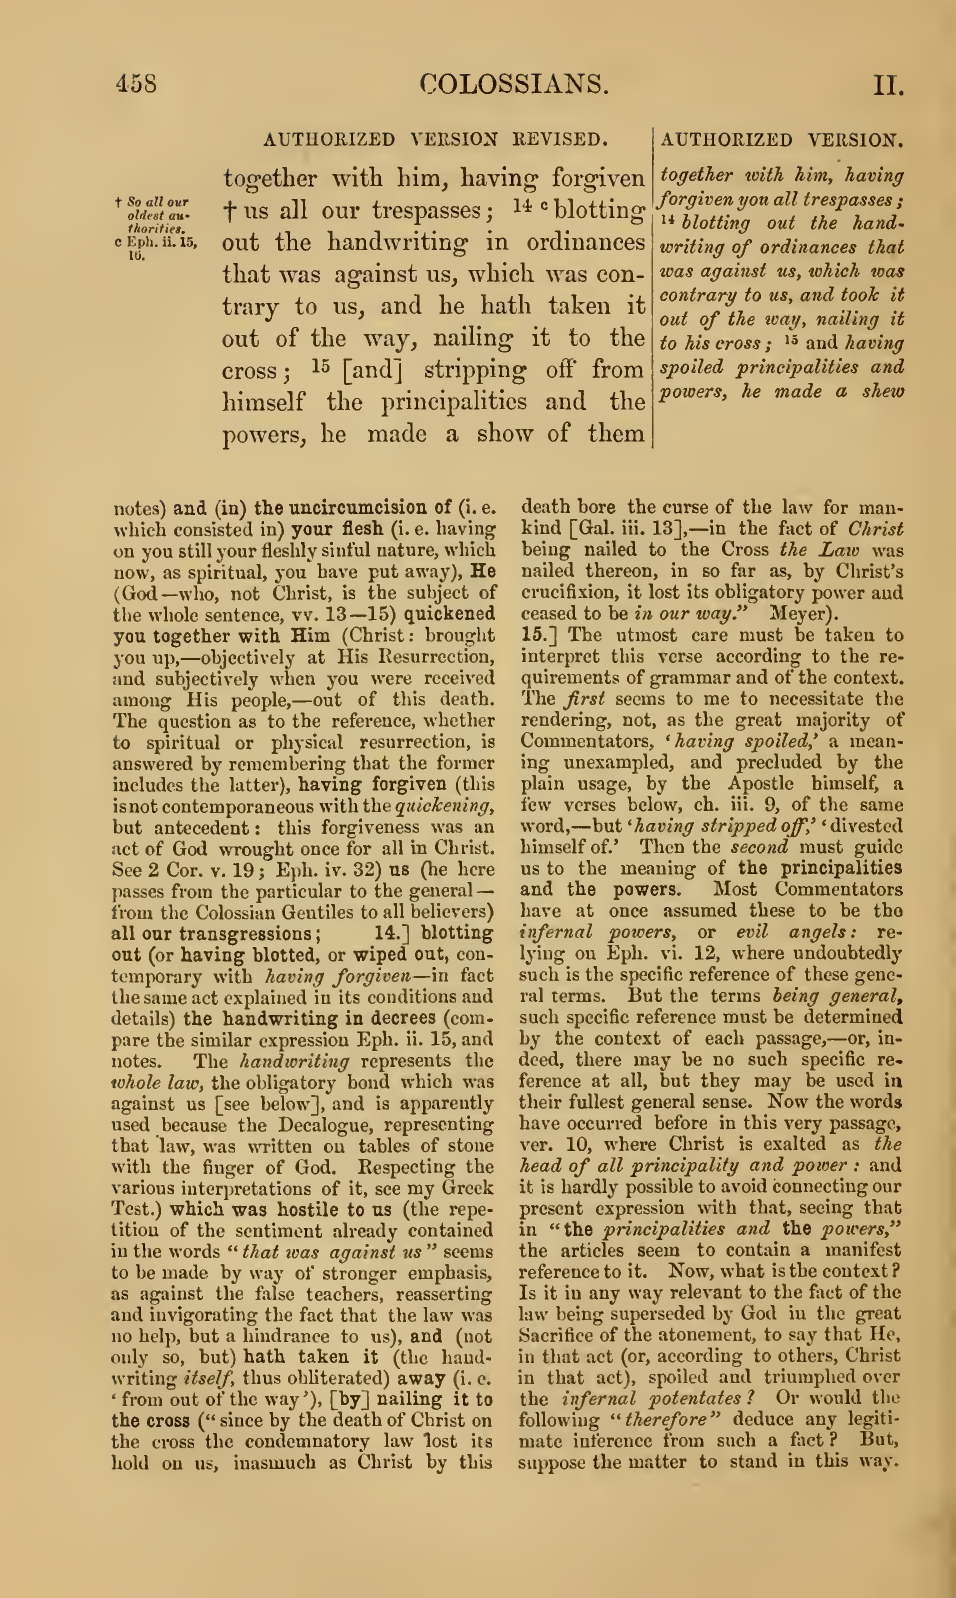 458
COLOSSIANS.
II.
AUTHORIZED VERSION REVISED.
† So all our
oldest au-
thorities.
c Eph. ii. 15,
16.
together with him, having forgiven
† us all our trespasses; 14 c blotting
out the handwriting in ordinances
that was against us, which was con-
trary to us, and he hath taken it
out of the way, nailing it to the
cross; 15 [and] stripping off from
himself the principalities and the
powers, he made a show of them
AUTHORIZED VERSION.
together with him, having
forgiven you all trespasses;
14 blotting out the hand-
writing of ordinances that
was against us, which was
contrary to us, and took it
out of the way, nailing it
to his cross; 15 and having
spoiled principalities and
powers, he made a shew
notes) and (in) the uncircumcision of (i. e.
which consisted in) your flesh (i. e. having
on you still your fleshly sinful nature, which
now, as spiritual, you have put away), He
(God—who, not Christ, is the subject of
the whole sentence, vv. 13—15) quickened
you together with Him (Christ: brought
you up,—objectively at His Resurrection,
and subjectively when you were received
among His people,—out of this death.
The question as to the reference, whether
to spiritual or physical resurrection, is
answered by remembering that the former
includes the latter), having forgiven (this
is not contemporaneous with the quickening,
but antecedent: this forgiveness was an
act of God wrought once for all in Christ.
See 2 Cor. v. 19; Eph. iv. 32) us (he here
passes from the particular to the general—
from the Colossian Gentiles to all believers)
all our transgressions; 14.] blotting
out (or having blotted, or wiped out, con-
temporary with having forgiven—in fact
the same act explained in its conditions and
details) the handwriting in decrees (com-
pare the similar expression Eph. ii. 15, and
notes. The handwriting represents the
whole law, the obligatory bond which was
against us [see below], and is apparently
used because the Decalogue, representing
that law, was written on tables of stone
with the finger of God. Respecting the
various interpretations of it, see my Greek
Test.) which was hostile to us (the repe-
tition of the sentiment already contained
in the words "that was against us" seems
to be made by way of stronger emphasis,
as against the false teachers, reasserting
and invigorating the fact that the law was
no help, but a hindrance to us), and (not
only so, but) hath taken it (the hand-
writing itself, thus obliterated) away (i. e.
'from out of the way'), [by] nailing it to
the cross ("since by the death of Christ on
the cross the condemnatory law lost its
hold on us, inasmuch as Christ by this
death bore the curse of the law for man-
kind [Gal. iii. 13],—in the fact of Christ
being nailed to the Cross the Law was
nailed thereon, in so far as, by Christ's
crucifixion, it lost its obligatory power and
ceased to be in our way." Meyer).
15.] The utmost care must be taken to
interpret this verse according to the re-
quirements of grammar and of the context.
The first seems to me to necessitate the
rendering, not, as the great majority of
Commentators, 'having spoiled,' a mean-
ing unexampled, and precluded by the
plain usage, by the Apostle himself, a
few verses below, ch. iii. 9, of the same
word,—but 'having stripped off,' 'divested
himself of.' Then the second must guide
us to the meaning of the principalities
and the powers. Most Commentators
have at once assumed these to be the
infernal powers, or evil angels: re-
lying on Eph. vi. 12, where undoubtedly
such is the specific reference of these gene-
ral terms. But the terms being general,
such specific reference must be determined
by the context of each passage,—or, in-
deed, there may be no such specific re-
ference at all, but they may be used in
their fullest general sense. Now the words
have occurred before in this very passage,
ver. 10, where Christ is exalted as the
head of all principality and power: and
it is hardly possible to avoid connecting our
present expression with that, seeing that
in "the principalities and the powers,"
the articles seem to contain a manifest
reference to it. Now, what is the context?
Is it in any way relevant to the fact of the
law being superseded by God in the great
Sacrifice of the atonement, to say that He,
in that act (or, according to others, Christ
in that act), spoiled and triumphed over
the infernal potentates? Or would the
following "therefore" deduce any legiti-
mate inference from such a fact? But,
suppose the matter to stand in this way.